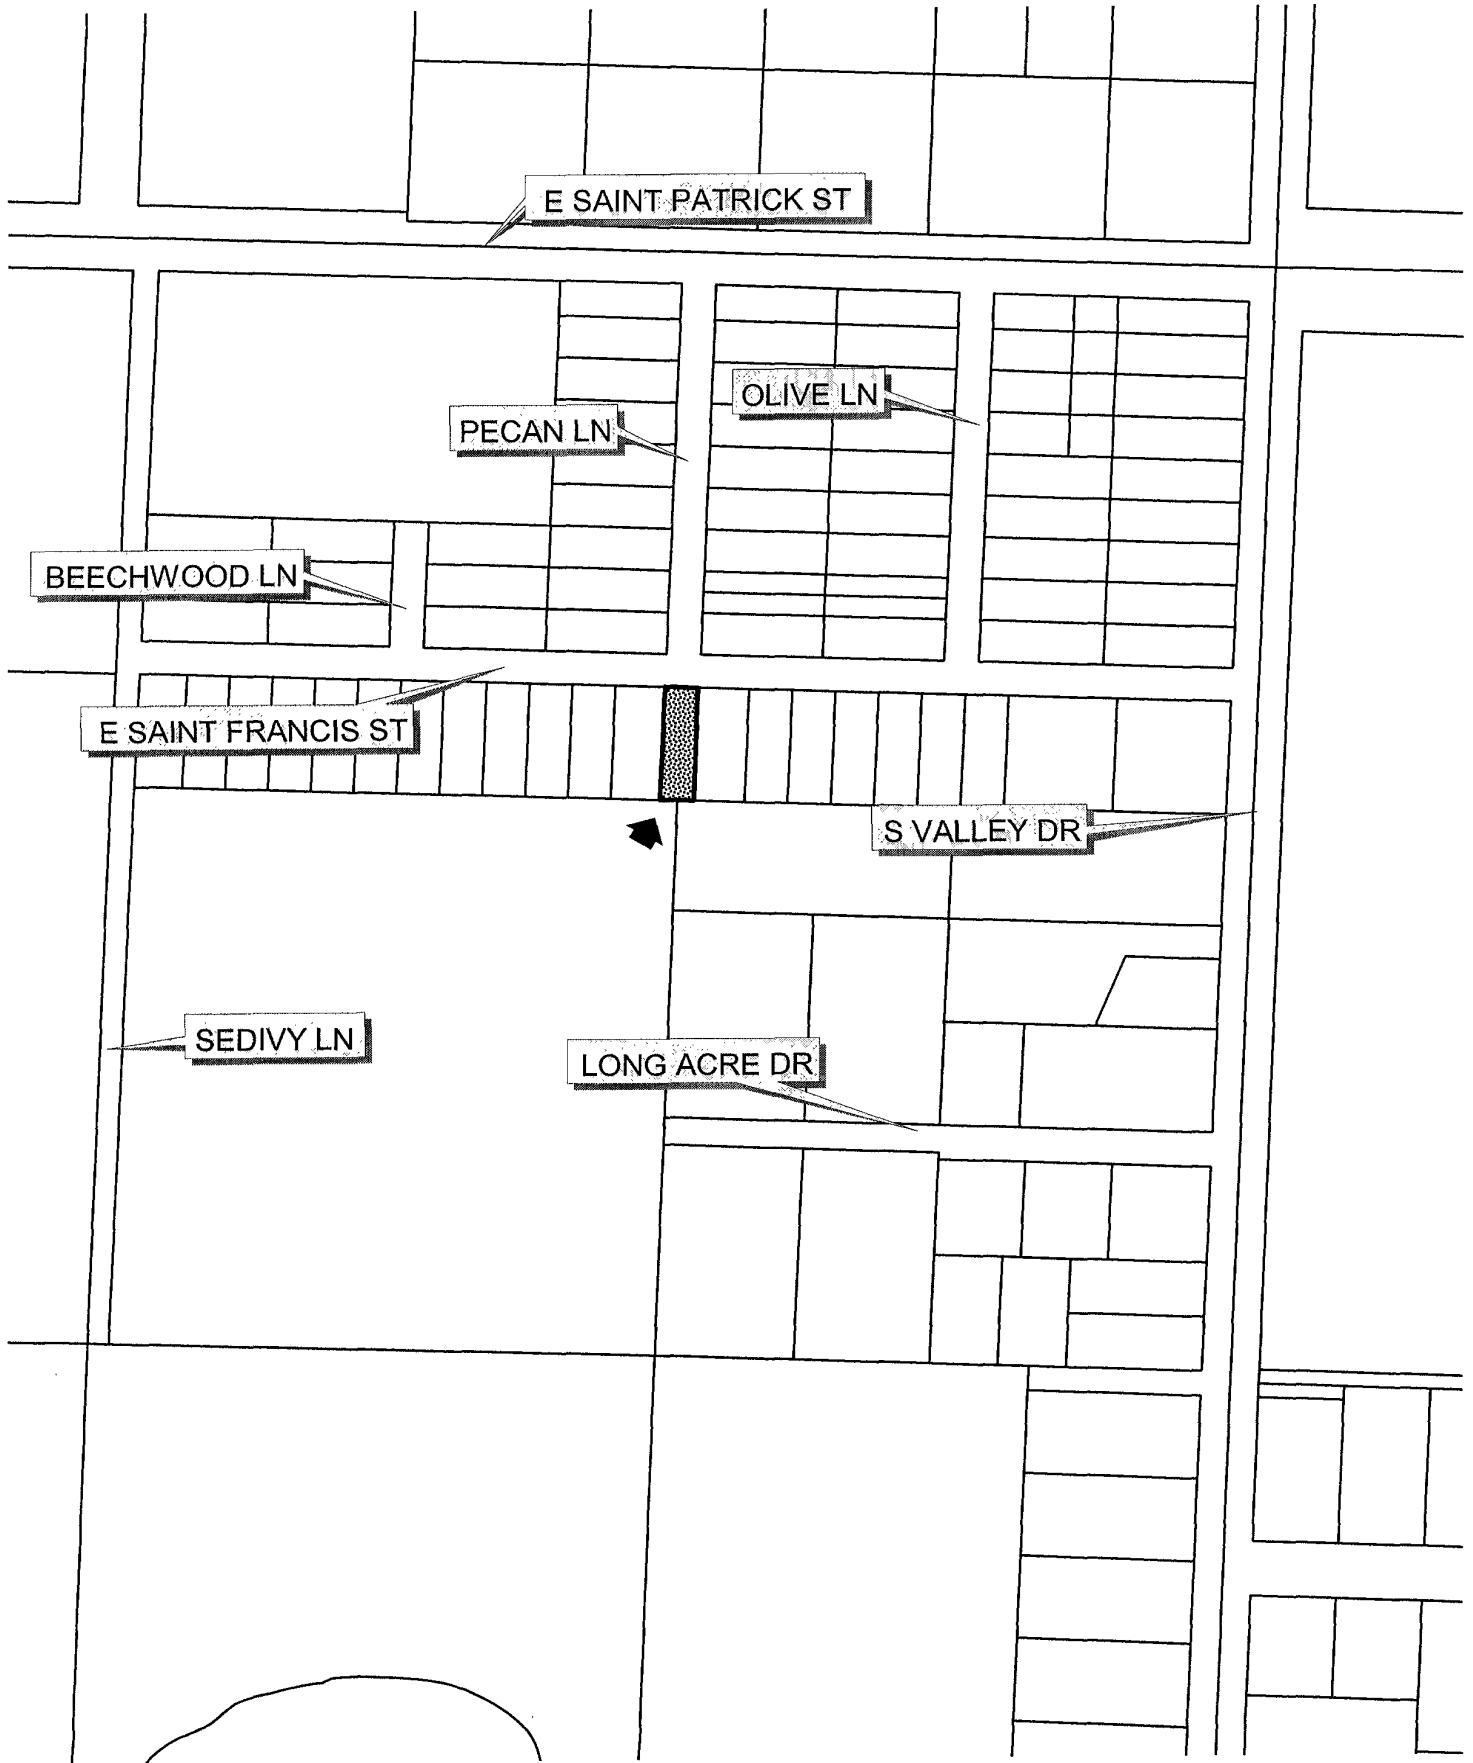 E SAINT PATRICK ST
OLIVE LN
PECAN LN
BEECHWOOD LN
E SAINT FRANCIS ST
S VALLEY DR
SEDIVY LN
LONG ACRE DR